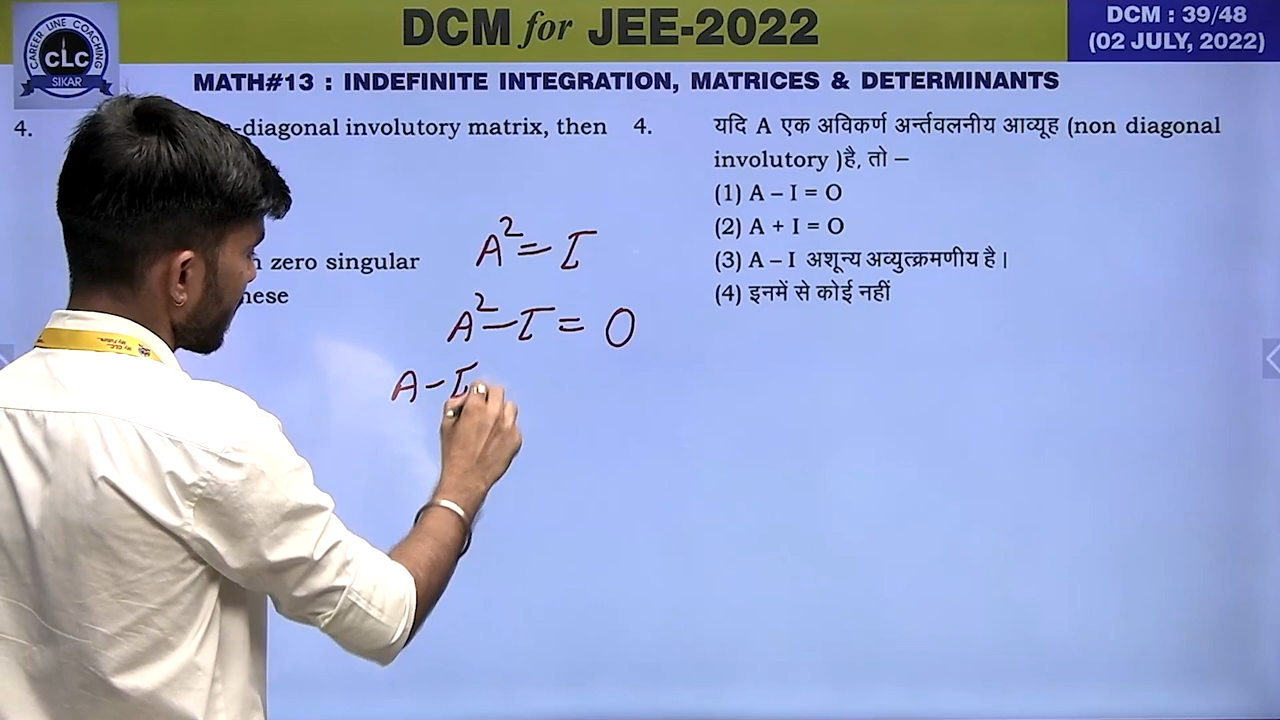 DCM for JEE-2022
DCM : 39/48
(02 JULY, 2022)
CAREER LINE COACHING
CLC
SIKAR
MATH#13 : INDEFINITE INTEGRATION, MATRICES & DETERMINANTS
4.
-diagonal involutory matrix, then
zero singular
A² = I
A² - I = O
A - I
4.
यदि A एक अविकर्ण अर्न्तवलनीय आव्यूह (non diagonal
involutory )है, तो –
(1) A – I = O
(2) A + I = O
(3) A – I अशून्य अव्युत्क्रमणीय है।
(4) इनमें से कोई नहीं